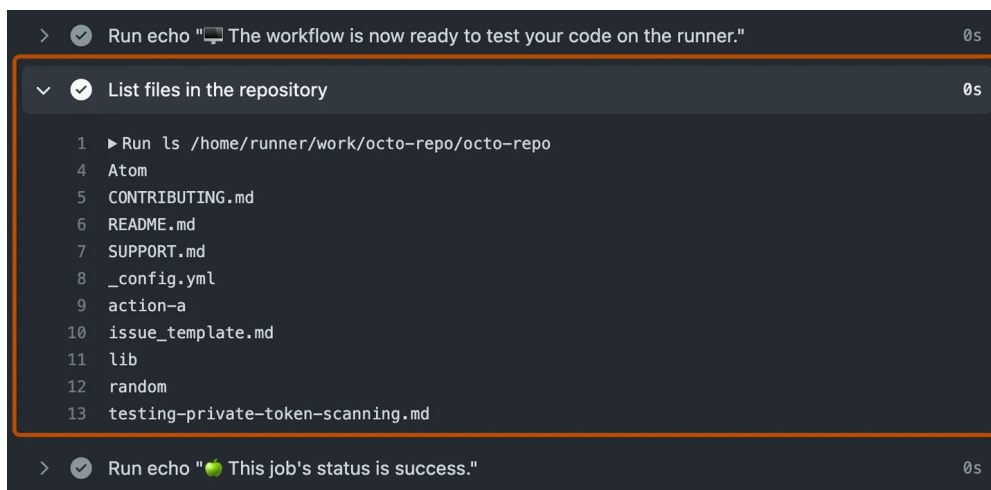 Run echo "🖥️ The workflow is now ready to test your code on the runner." 0s
List files in the repository 0s
1 ▶ Run ls /home/runner/work/octo-repo/octo-repo
4 Atom
5 CONTRIBUTING.md
6 README.md
7 SUPPORT.md
8 _config.yml
9 action-a
10 issue_template.md
11 lib
12 random
13 testing-private-token-scanning.md
Run echo "🍏 This job's status is success." 0s